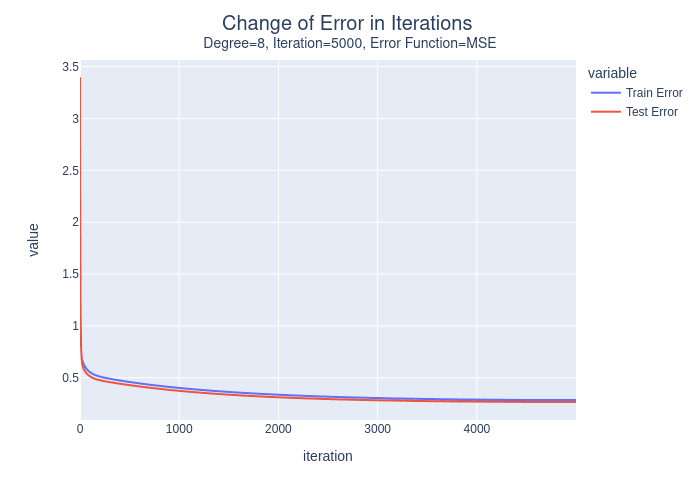 Change of Error in Iterations
Degree=8, Iteration=5000, Error Function=MSE
variable
Train Error
Test Error
value
3.5
3
2.5
2
1.5
1
0.5
0
1000
2000
3000
4000
iteration